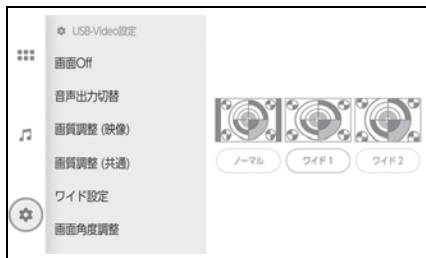 USB-Video設定
画面Off
音声出力切替
画質調整 (映像)
画質調整 (共通)
ワイド設定
画面角度調整
ノーマル
ワイド 1
ワイド 2